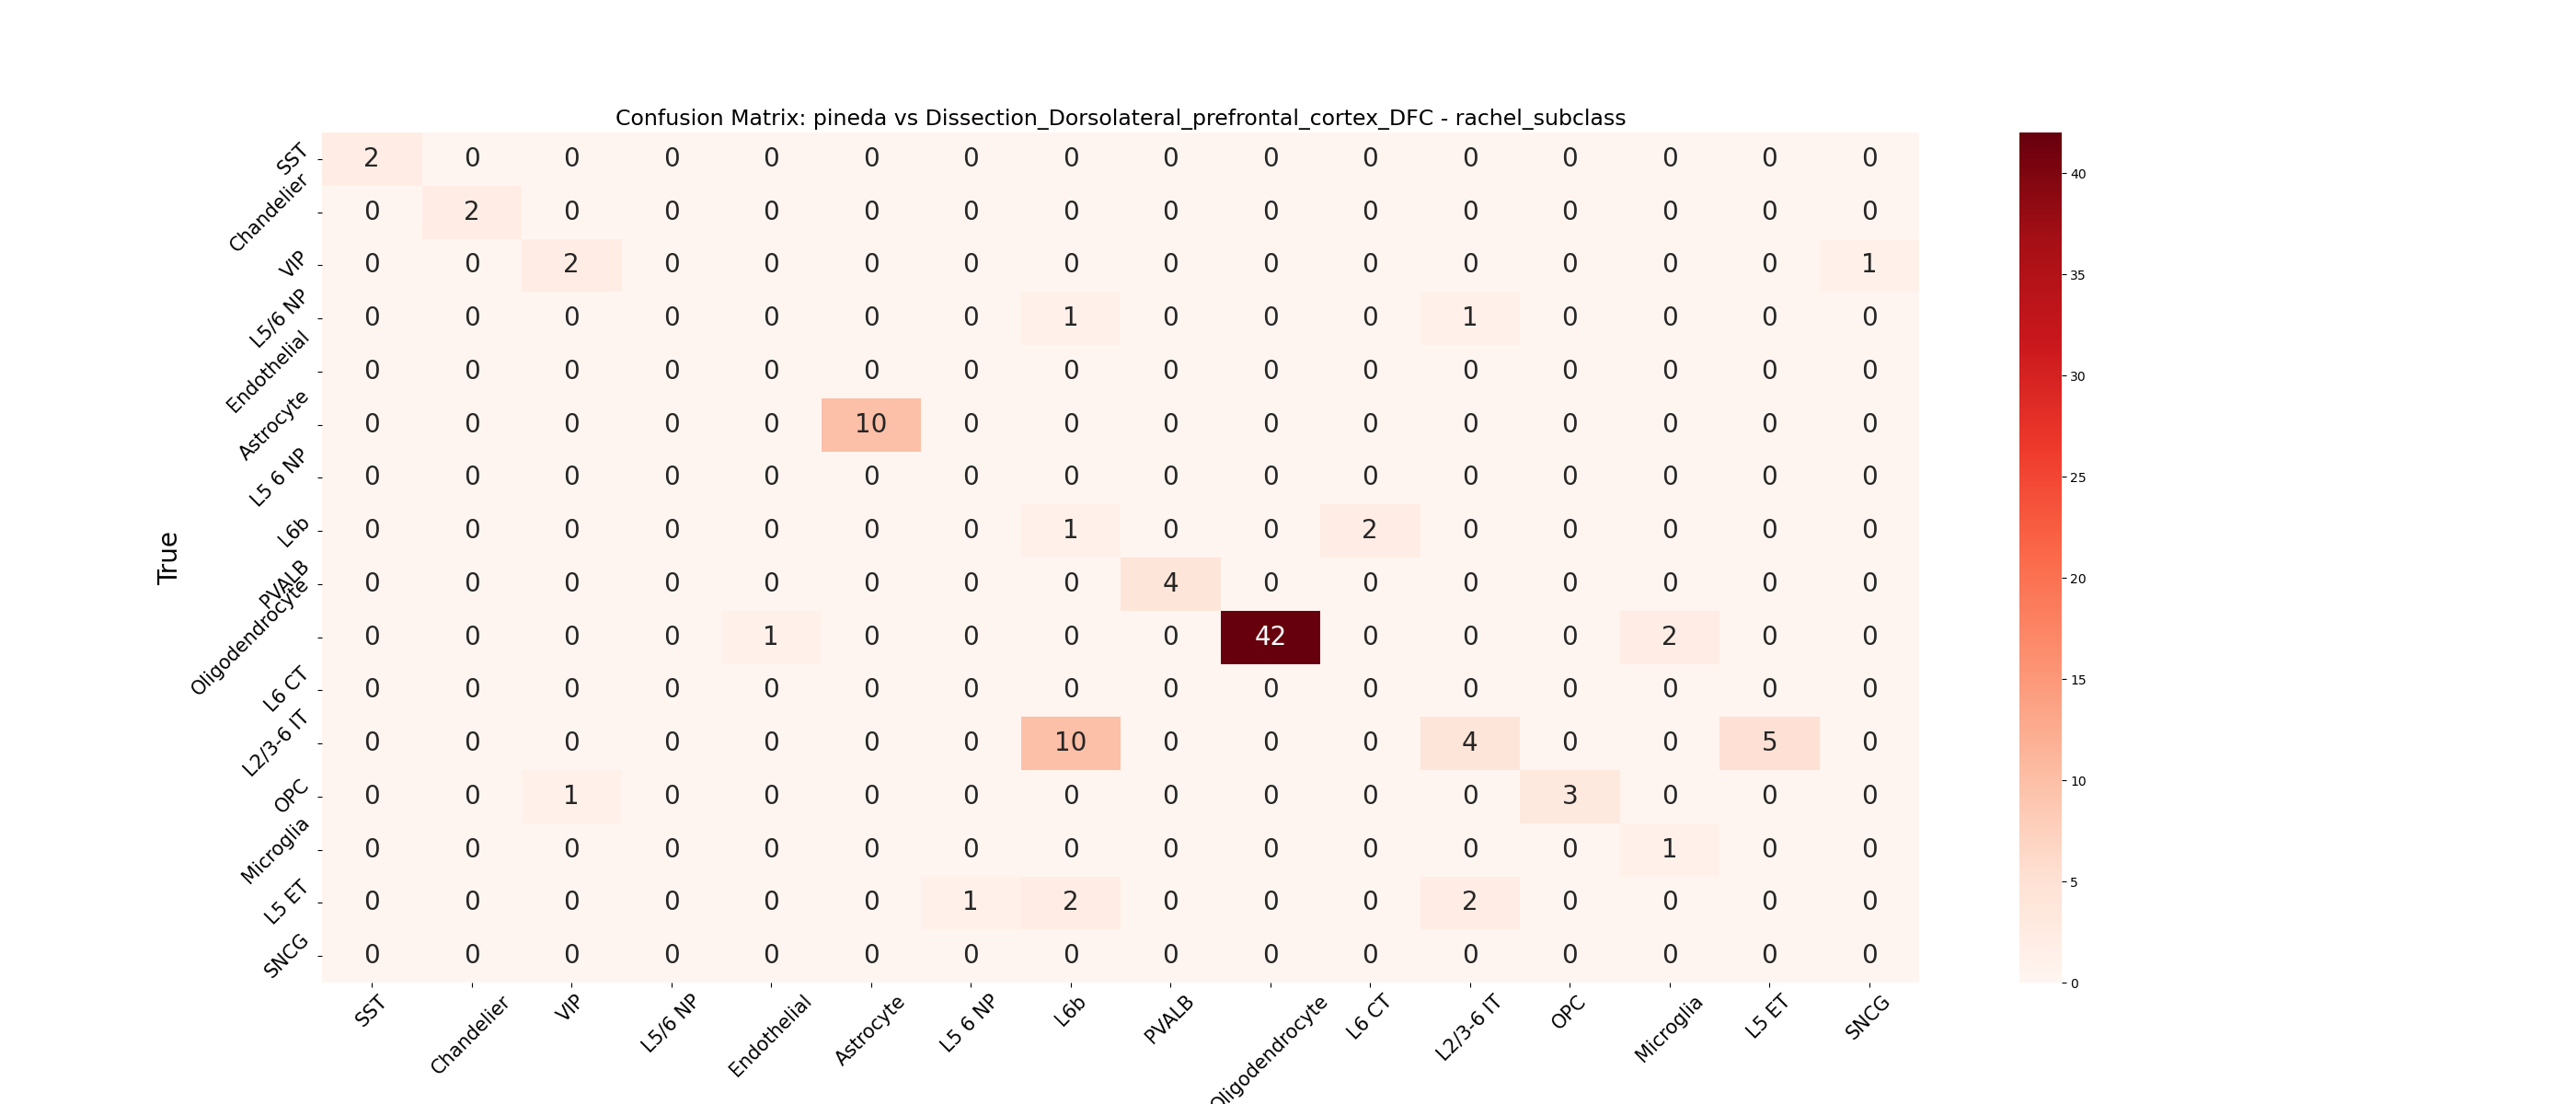 Confusion Matrix: pineda vs Dissection_Dorsolateral_prefrontal_cortex_DFC - rachel_subclass
True
SST 2 0 0 0 0 0 0 0 0 0 0 0 0 0 0 0
Chandelier 0 2 0 0 0 0 0 0 0 0 0 0 0 0 0 0
VIP 0 0 2 0 0 0 0 0 0 0 0 0 0 0 0 1
L5/6 NP 0 0 0 0 0 0 0 1 0 0 0 1 0 0 0 0
Endothelial 0 0 0 0 0 0 0 0 0 0 0 0 0 0 0 0
Astrocyte 0 0 0 0 0 10 0 0 0 0 0 0 0 0 0 0
L5 6 NP 0 0 0 0 0 0 0 0 0 0 0 0 0 0 0 0
L6b 0 0 0 0 0 0 0 1 0 0 2 0 0 0 0 0
PVALB 0 0 0 0 0 0 0 0 4 0 0 0 0 0 0 0
Oligodendrocyte 0 0 0 0 1 0 0 0 0 42 0 0 0 2 0 0
L6 CT 0 0 0 0 0 0 0 0 0 0 0 0 0 0 0 0
L2/3-6 IT 0 0 0 0 0 0 0 10 0 0 0 4 0 0 5 0
OPC 0 0 1 0 0 0 0 0 0 0 0 0 3 0 0 0
Microglia 0 0 0 0 0 0 0 0 0 0 0 0 0 1 0 0
L5 ET 0 0 0 0 0 0 1 2 0 0 0 2 0 0 0 0
SNCG 0 0 0 0 0 0 0 0 0 0 0 0 0 0 0 0
SST Chandelier VIP L5/6 NP Endothelial Astrocyte L5 6 NP L6b PVALB Oligodendrocyte L6 CT L2/3-6 IT OPC Microglia L5 ET SNCG
40
35
30
25
20
15
10
5
0